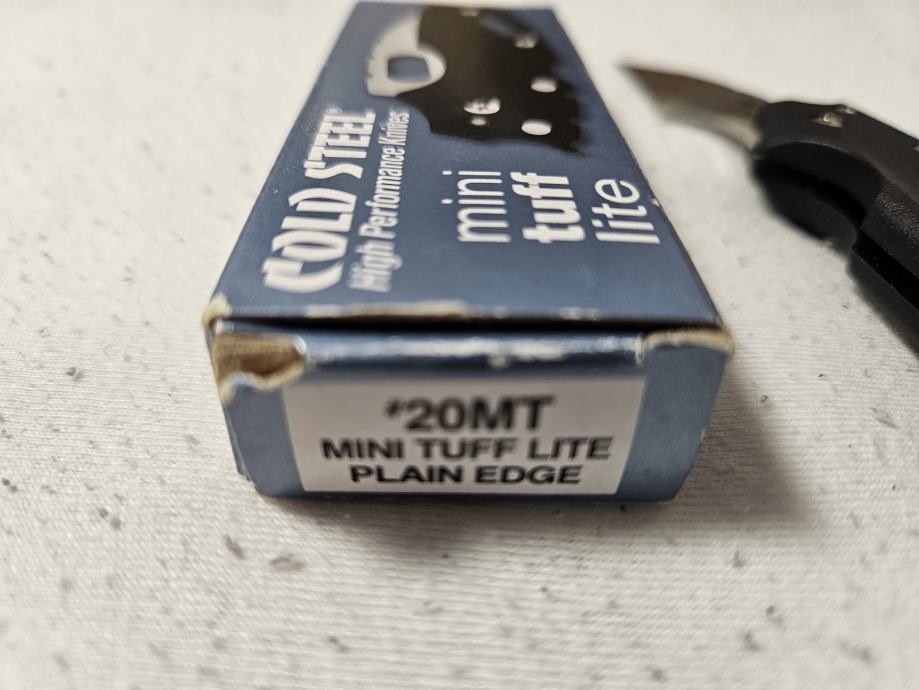 COLD STEEL®
High Performance Knives
mini
tuff
lite
#20MT
MINI TUFF LITE
PLAIN EDGE